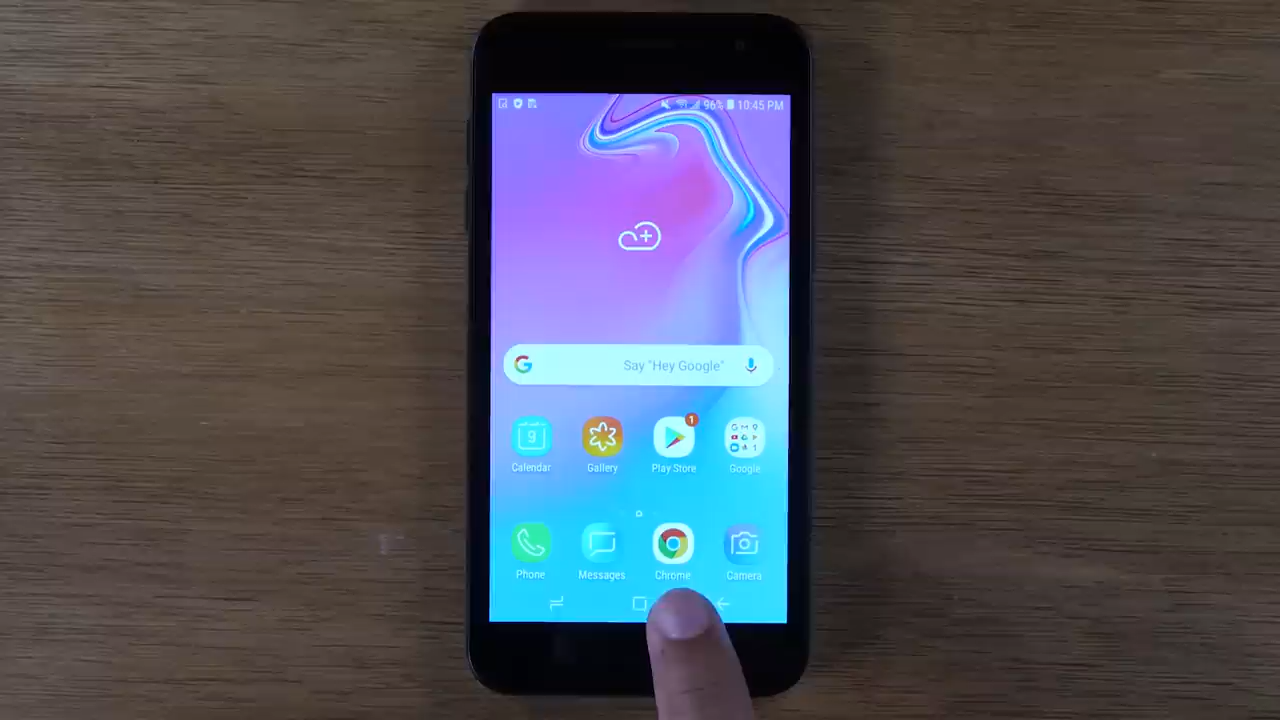 96% 10:45 PM
Say "Hey Google"
9
1
Calendar Gallery Play Store Google
Phone Messages Chrome Camera